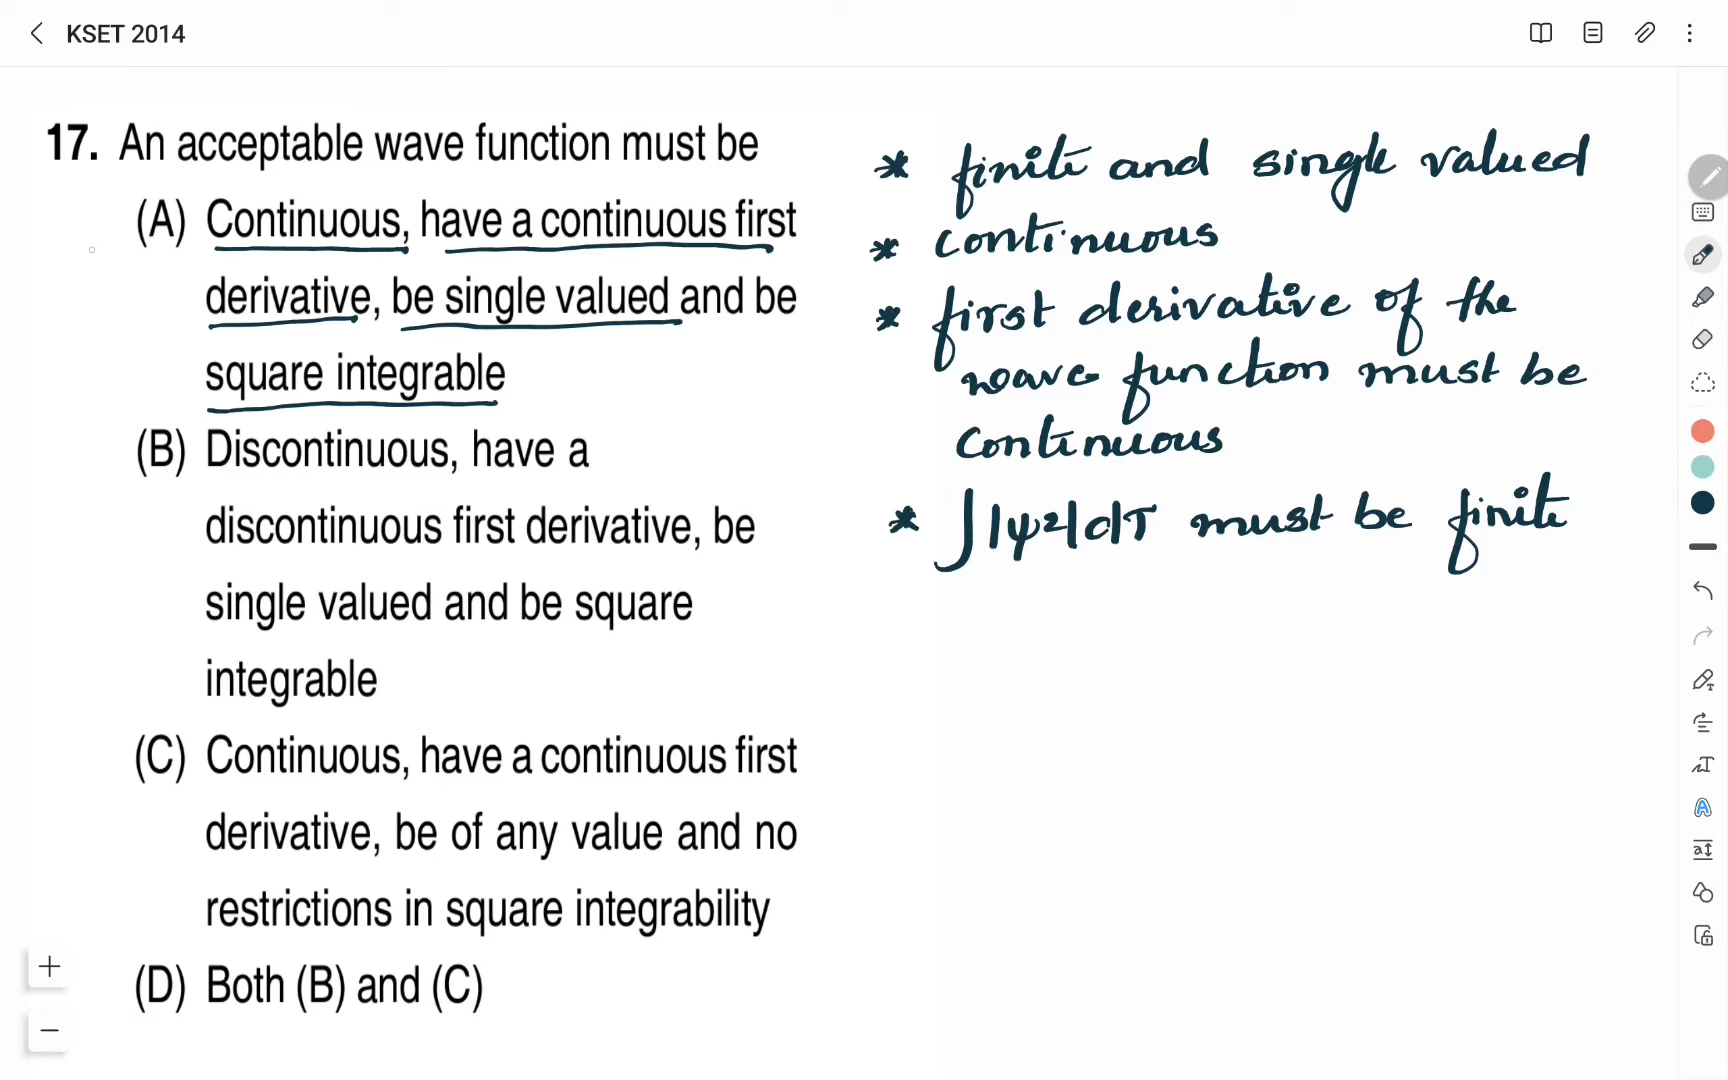 KSET 2014
17. An acceptable wave function must be
(A) Continuous, have a continuous first
derivative, be single valued and be
square integrable
(B) Discontinuous, have a
discontinuous first derivative, be
single valued and be square
integrable
(C) Continuous, have a continuous first
derivative, be of any value and no
restrictions in square integrability
(D) Both (B) and (C)
* finite and single valued
* continuous
* first derivative of the
wave function must be
continuous
* ∫|ψ²|dτ must be finite